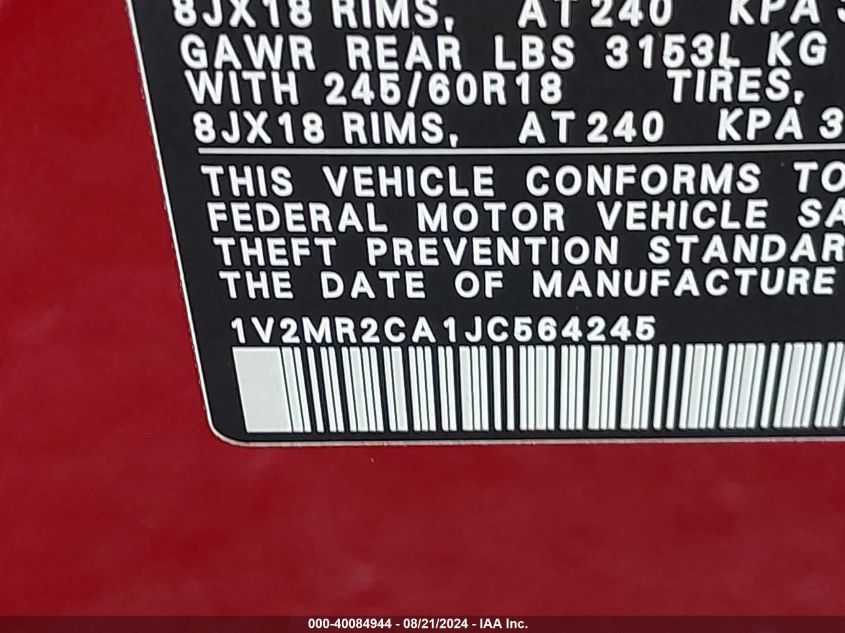 8JX18 RIMS, AT 240 KPA 3
GAWR REAR LBS 3153L KG
WITH 245/60R18 TIRES,
8JX18 RIMS, AT 240 KPA 3
THIS VEHICLE CONFORMS TO
FEDERAL MOTOR VEHICLE SA
THEFT PREVENTION STANDAR
THE DATE OF MANUFACTURE
1V2MR2CA1JC564245
000-40084944 - 08/21/2024 - IAA Inc.